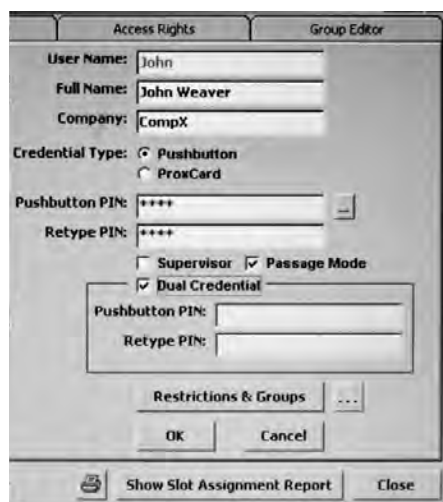 Access Rights Group Editor
User Name: John
Full Name: John Weaver
Company: CompX
Credential Type: Pushbutton
ProxCard
Pushbutton PIN: ++++ ...
Retype PIN: ++++
Supervisor Passage Mode
Dual Credential
Pushbutton PIN:
Retype PIN:
Restrictions & Groups ...
OK Cancel
Show Slot Assignment Report Close